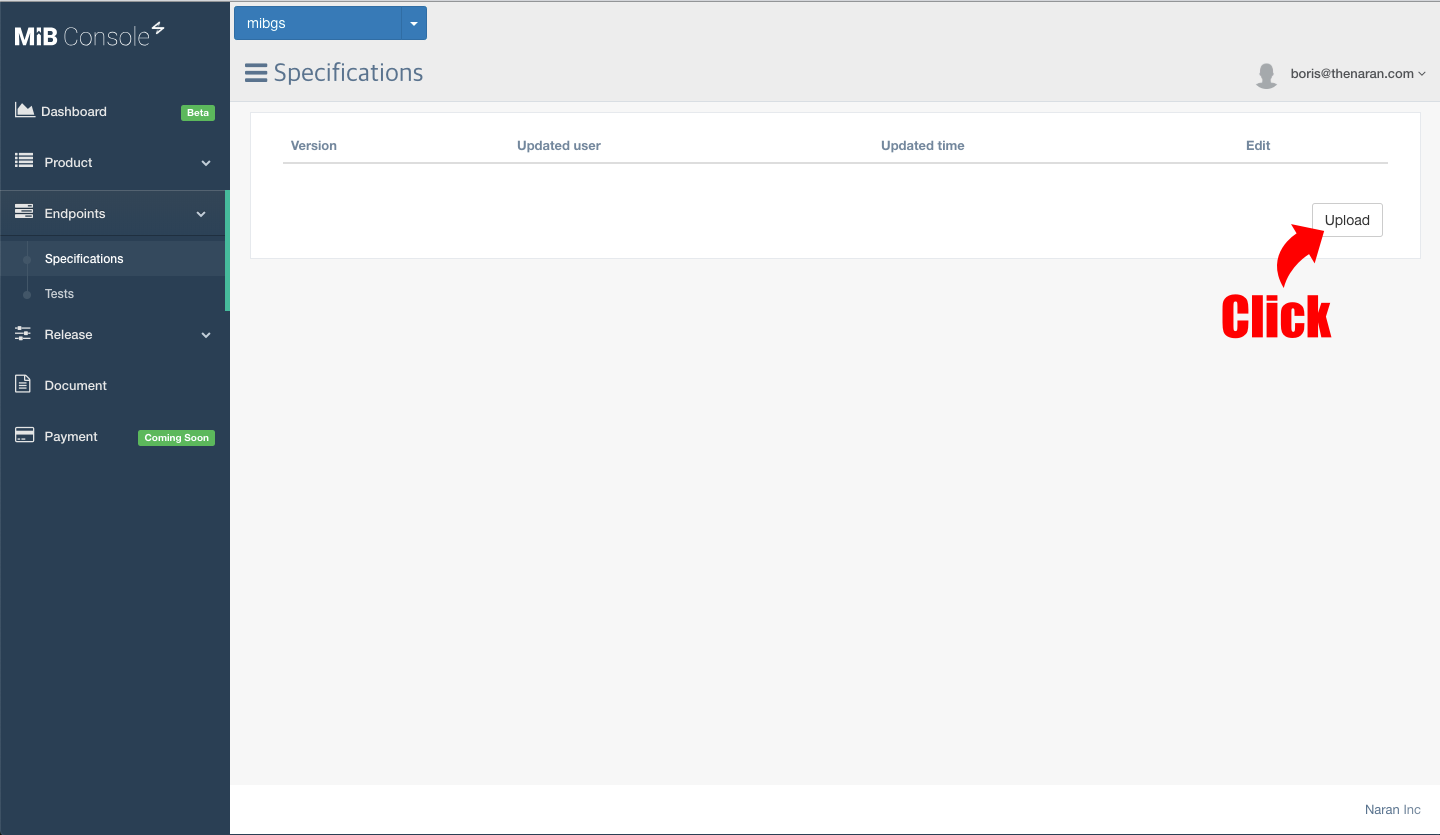 MiB Console
mibgs
Specifications
boris@thenaran.com
Dashboard Beta
Product
Endpoints
Specifications
Tests
Release
Document
Payment Coming Soon
Version Updated user Updated time Edit
Upload
Click
Naran Inc